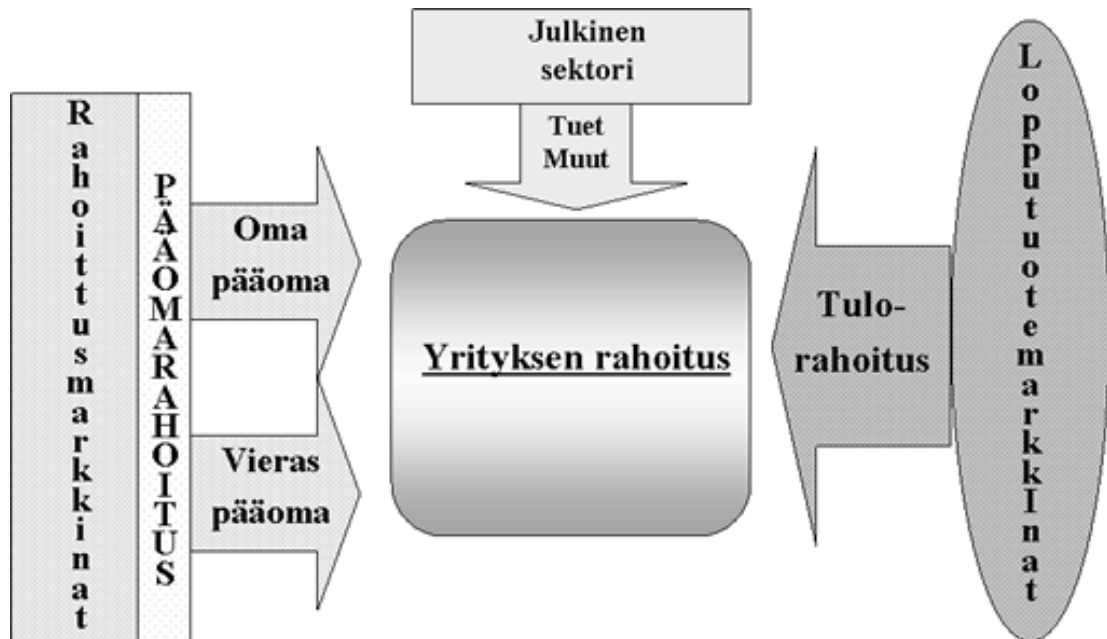 Julkinen
sektori
Tuet
Muut
Rahoittusmarkkinat
PÄÄOMARAHOITUS
Oma
pääoma
Vieras
pääoma
Yrityksen rahoitus
Tulo-
rahoitus
LopputuotemarkkInat